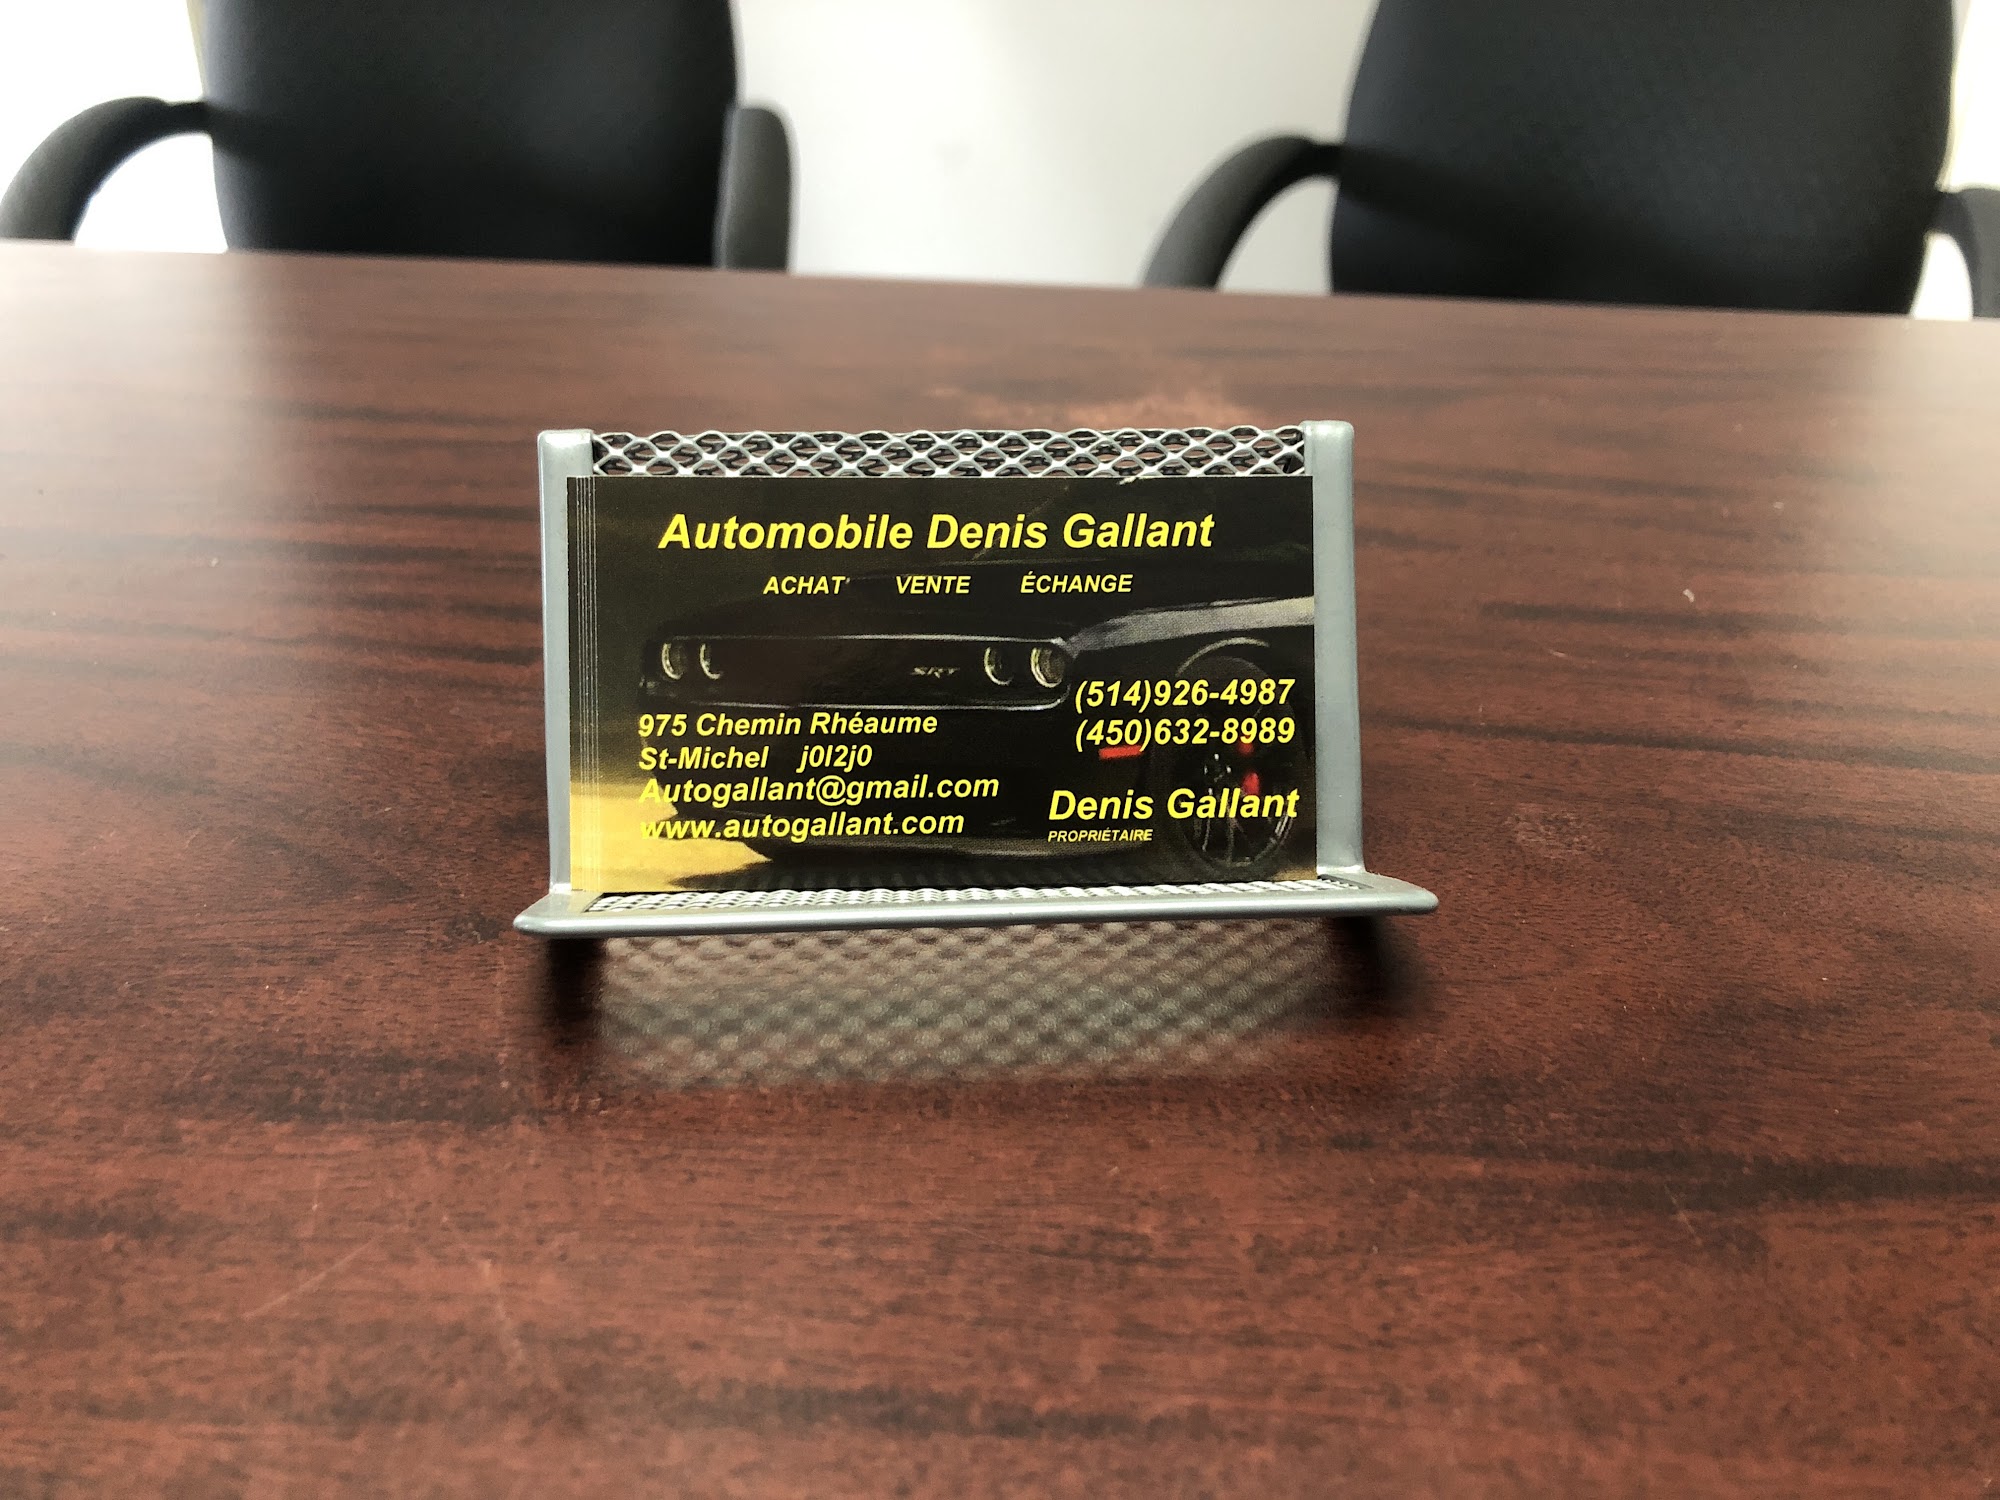 Automobile Denis Gallant
ACHAT VENTE ÉCHANGE
SRT
(514)926-4987
(450)632-8989
975 Chemin Rhéaume
St-Michel j0l2j0
Autogallant@gmail.com
www.autogallant.com
Denis Gallant
PROPRIÉTAIRE